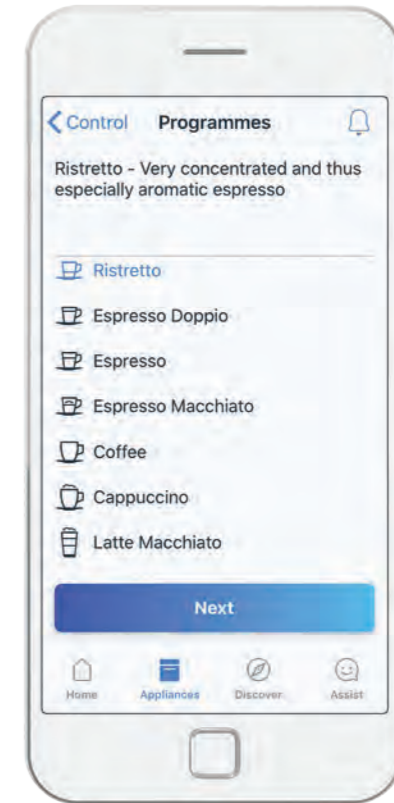 Control Programmes
Ristretto – Very concentrated and thus
especially aromatic espresso
Ristretto
Espresso Doppio
Espresso
Espresso Macchiato
Coffee
Cappuccino
Latte Macchiato
Next
Home Appliances Discover Assist